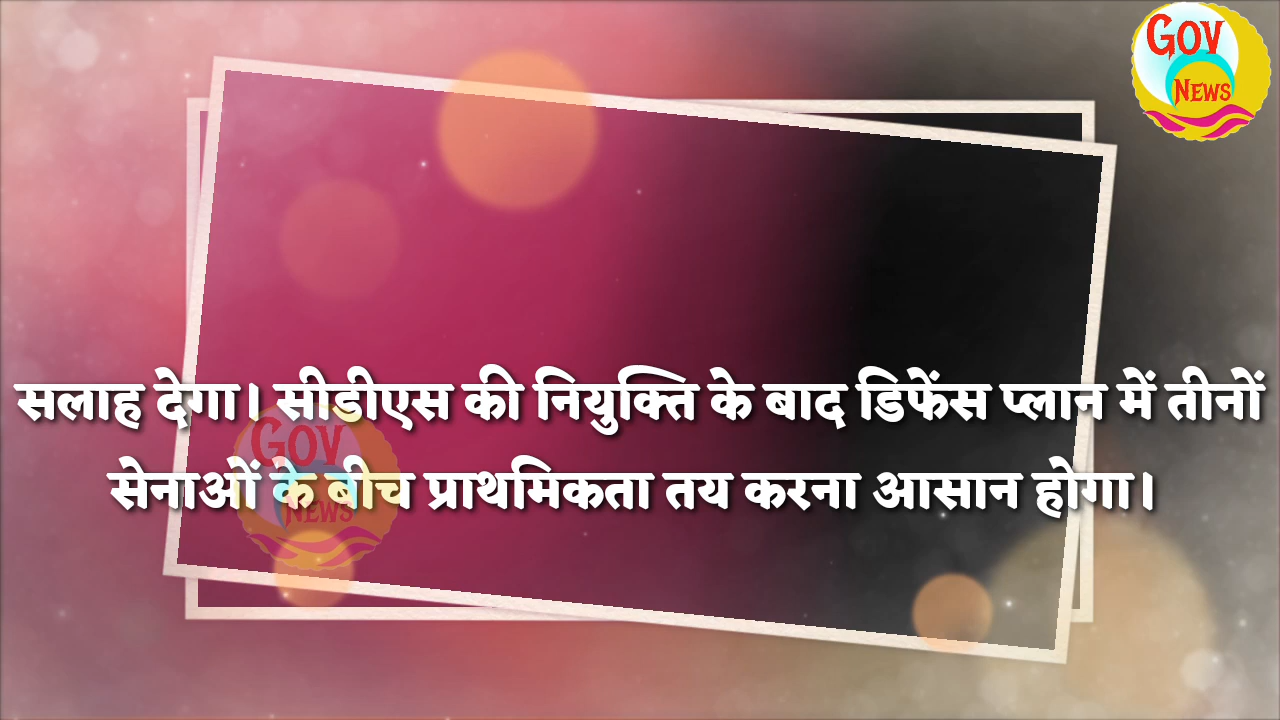 GOV
NEWS
सलाह देगा। सीडीएस की नियुक्ति के बाद डिफेंस प्लान में तीनों
सेनाओं के बीच प्राथमिकता तय करना आसान होगा।
GOV
NEWS